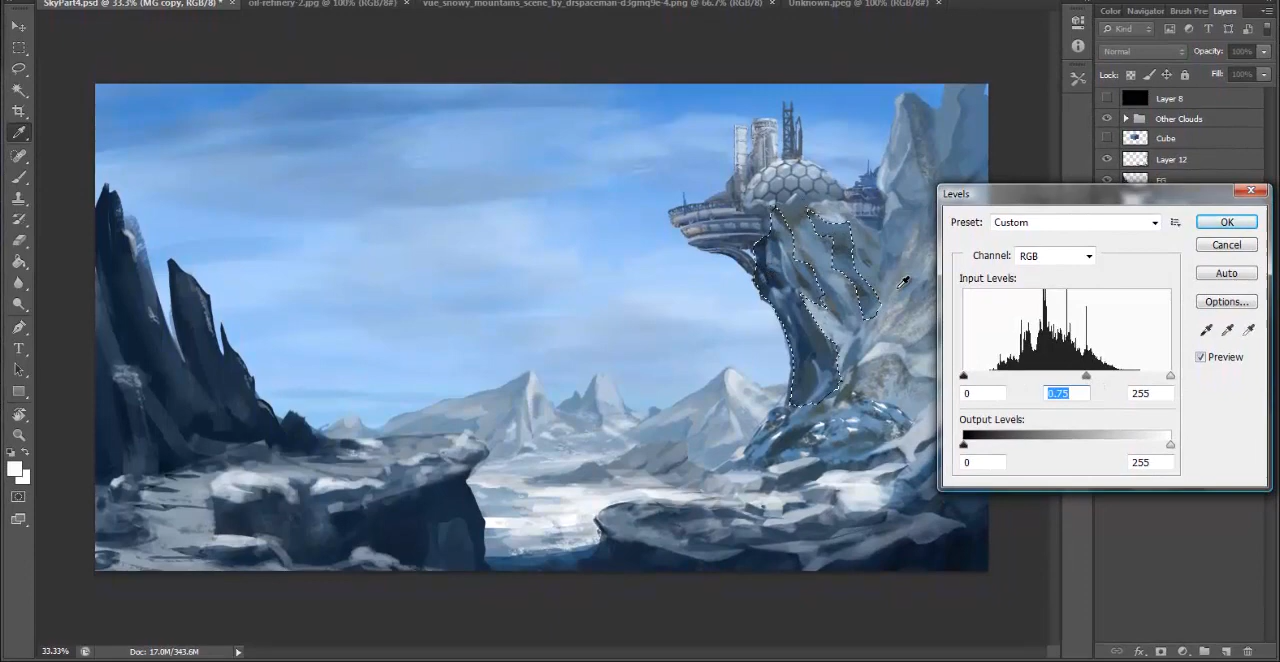 SkyPart4.psd @ 33.3% (MG copy, RGB/8) *
oil-refinery-2.jpg @ 100% (RGB/8#)
vue_snowy_mountains_scene_by_drspaceman-d3gmq9e-4.png @ 66.7% (RGB/8)
Unknown.jpeg @ 100% (RGB/8#)
Color Navigator Brush Pre Layers
Kind
Normal Opacity: 100%
Lock: Fill: 100%
Layer 8
Other Clouds
Cube
Layer 12
FG
Levels
Preset: Custom
OK
Cancel
Channel: RGB
Auto
Input Levels:
Options...
Preview
0 0.75 255
Output Levels:
0 255
T
33.33% Doc: 17.0M/343.6M
fx